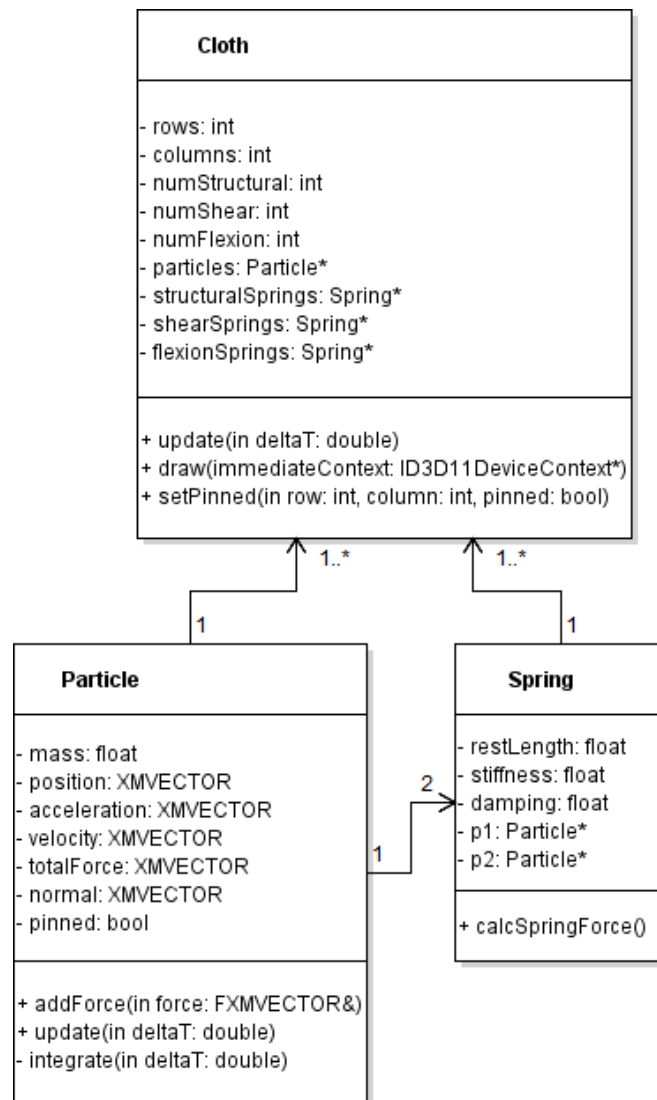 Cloth
- rows: int
- columns: int
- numStructural: int
- numShear: int
- numFlexion: int
- particles: Particle*
- structuralSprings: Spring*
- shearSprings: Spring*
- flexionSprings: Spring*
+ update(in deltaT: double)
+ draw(immediateContext: ID3D11DeviceContext*)
+ setPinned(in row: int, column: int, pinned: bool)
1..*
1..*
1
1
Particle
- mass: float
- position: XMVECTOR
- acceleration: XMVECTOR
- velocity: XMVECTOR
- totalForce: XMVECTOR
- normal: XMVECTOR
- pinned: bool
+ addForce(in force: FXMVECTOR&)
+ update(in deltaT: double)
- integrate(in deltaT: double)
2
1
Spring
- restLength: float
- stiffness: float
- damping: float
- p1: Particle*
- p2: Particle*
+ calcSpringForce()